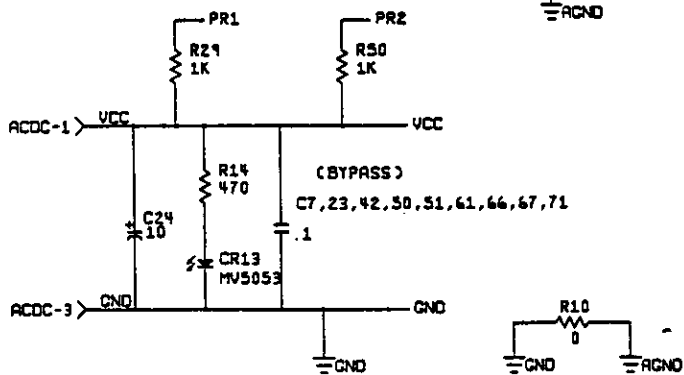 AGND
PR1
PR2
R29
1K
R50
1K
ACDC-1
VCC
VCC
R14
470
(BYPASS)
C7,23,42,50,51,61,66,67,71
C24
+
10
.1
CR13
MV5053
ACDC-3
GND
GND
R10
0
GND
GND
AGND